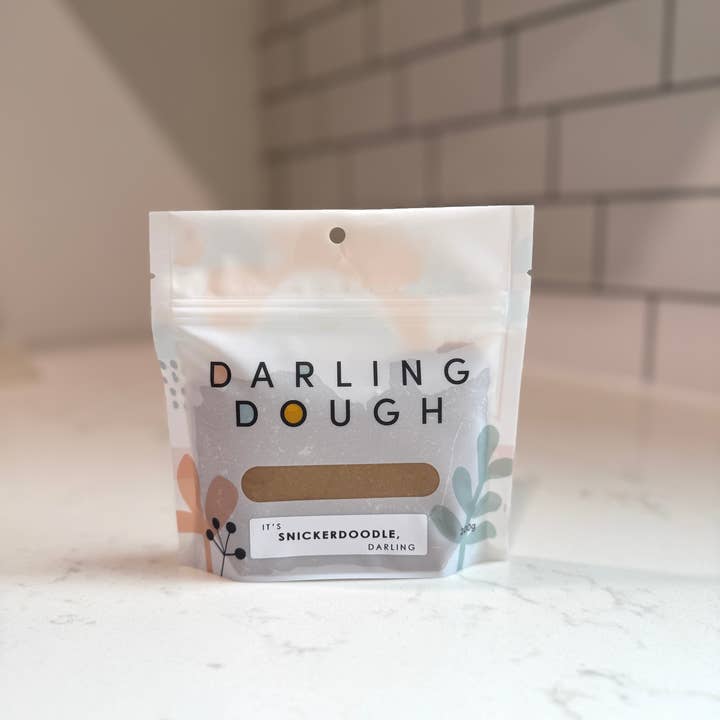 DARLING
DOUGH
IT'S
SNICKERDOODLE,
DARLING